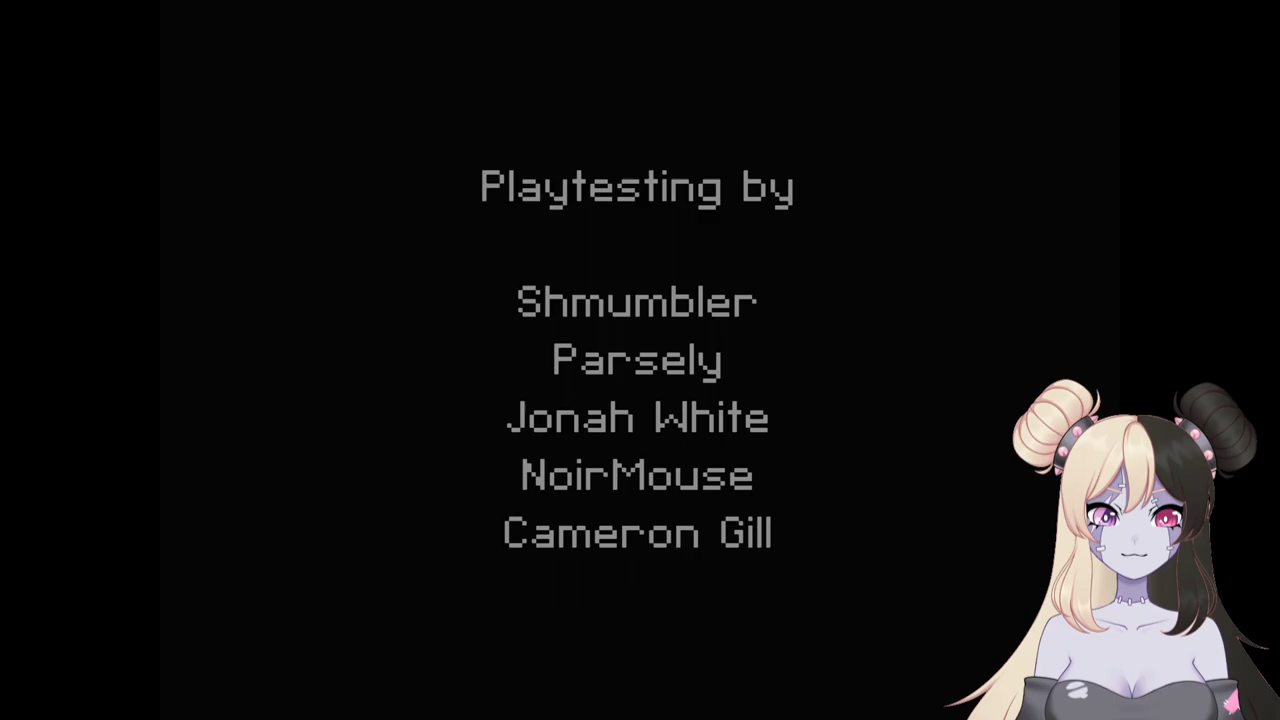 Playtesting by
Shmumbler
Parsely
Jonah White
NoirMouse
Cameron Gill